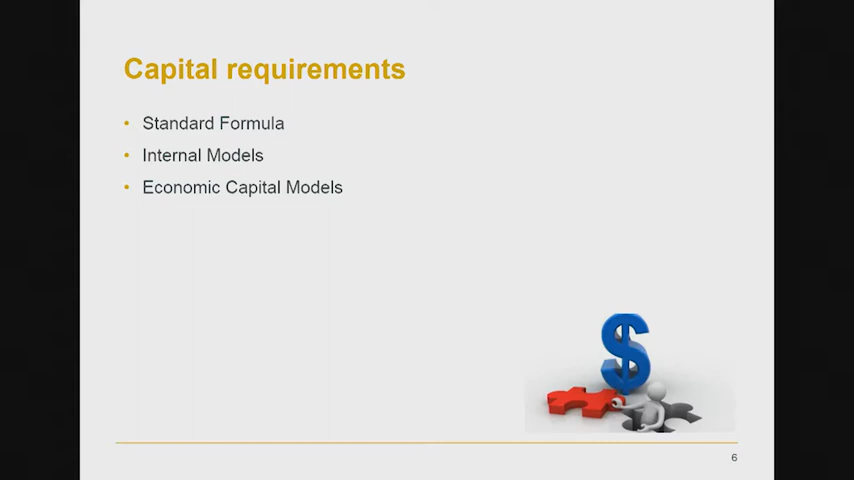 Capital requirements
• Standard Formula
• Internal Models
• Economic Capital Models
$
6